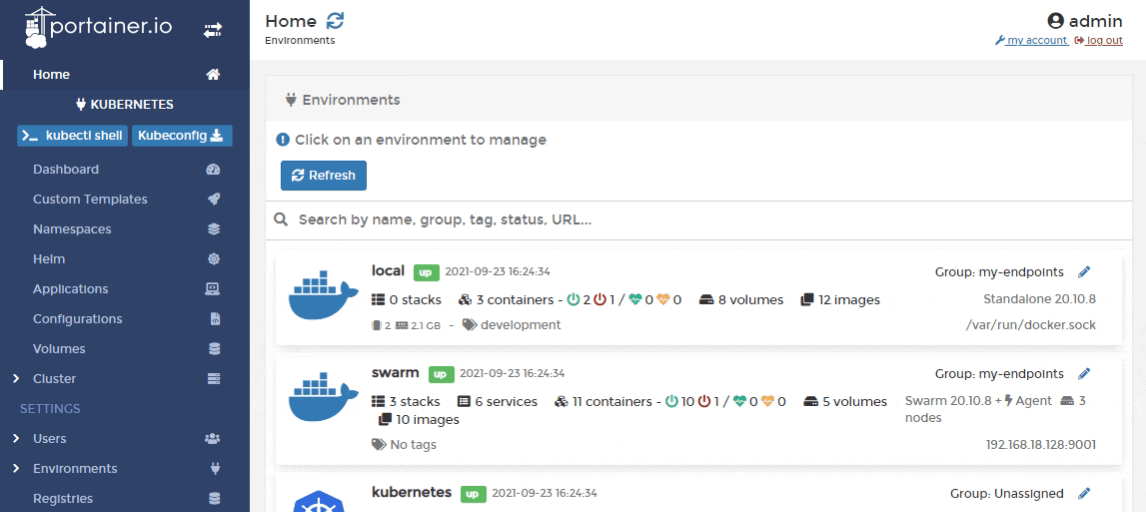 portainer.io
Home
KUBERNETES
>_ kubectl shell Kubeconfig
Dashboard
Custom Templates
Namespaces
Helm
Applications
Configurations
Volumes
Cluster
SETTINGS
Users
Environments
Registries
Home
Environments
admin
my account log out
Environments
Click on an environment to manage
Refresh
Search by name, group, tag, status, URL...
local up 2021-09-23 16:24:34 Group: my-endpoints
0 stacks 3 containers - 2 1 / 0 0 8 volumes 12 images Standalone 20.10.8
2 2.1 GB - development /var/run/docker.sock
swarm up 2021-09-23 16:24:34 Group: my-endpoints
3 stacks 6 services 11 containers - 10 1 / 0 0 5 volumes Swarm 20.10.8 + Agent 3
10 images nodes
No tags 192.168.18.128:9001
kubernetes up 2021-09-23 16:24:34 Group: Unassigned